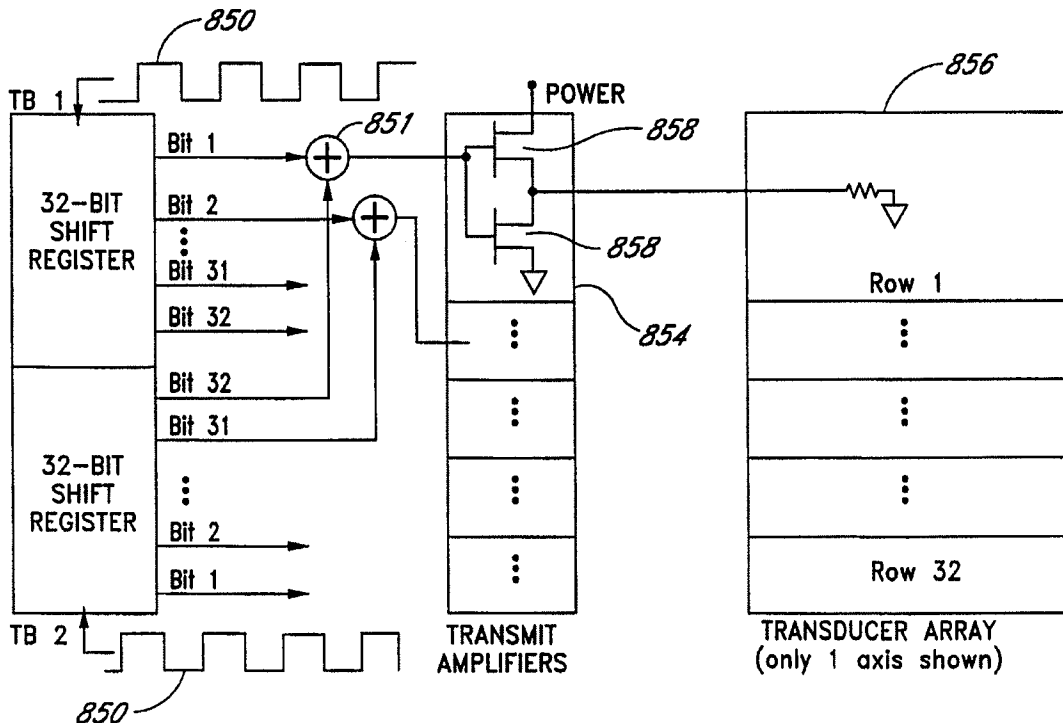 850
TB 1
POWER
856
851
858
Bit 1
Bit 2
32-BIT
SHIFT
REGISTER
858
Bit 31
Row 1
Bit 32
854
Bit 32
Bit 31
32-BIT
SHIFT
REGISTER
Bit 2
Row 32
Bit 1
TB 2
TRANSMIT
AMPLIFIERS
TRANSDUCER ARRAY
(only 1 axis shown)
850